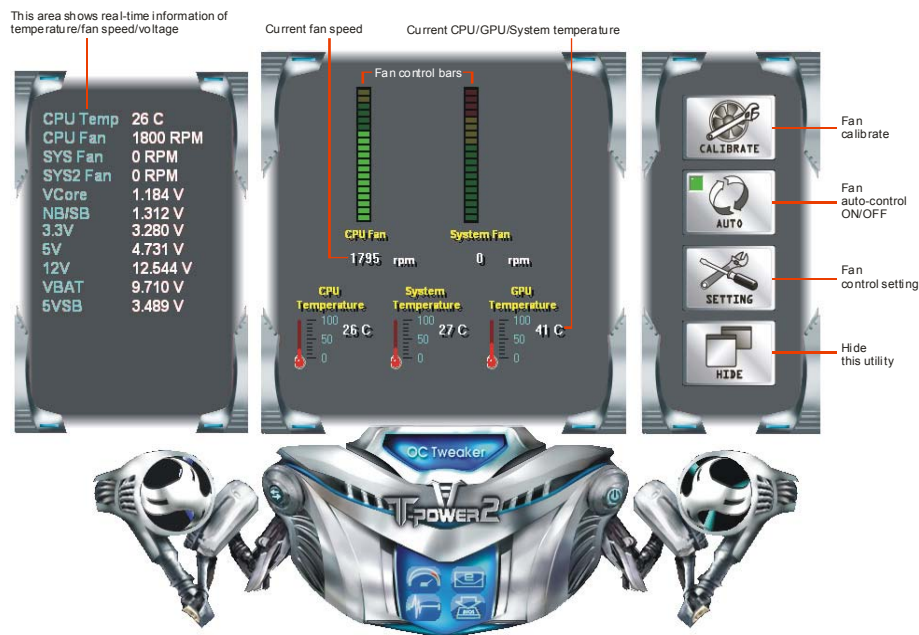 This area shows real-time information of
temperature/fan speed/voltage
Current fan speed
Current CPU/GPU/System temperature
Fan control bars
CPU Temp 26 C
CPU Fan 1800 RPM
SYS Fan 0 RPM
SYS2 Fan 0 RPM
VCore 1.184 V
NB/SB 1.312 V
3.3V 3.280 V
5V 4.731 V
12V 12.544 V
VBAT 9.710 V
5VSB 3.489 V
CPU Fan
System Fan
1795 rpm
0 rpm
CPU
Temperature
100
50
0
26 C
System
Temperature
100
50
0
27 C
GPU
Temperature
100
50
0
41 C
CALIBRATE
Fan
calibrate
AUTO
Fan
auto-control
ON/OFF
SETTING
Fan
control setting
HIDE
Hide
this utility
OC Tweaker
T-POWER2